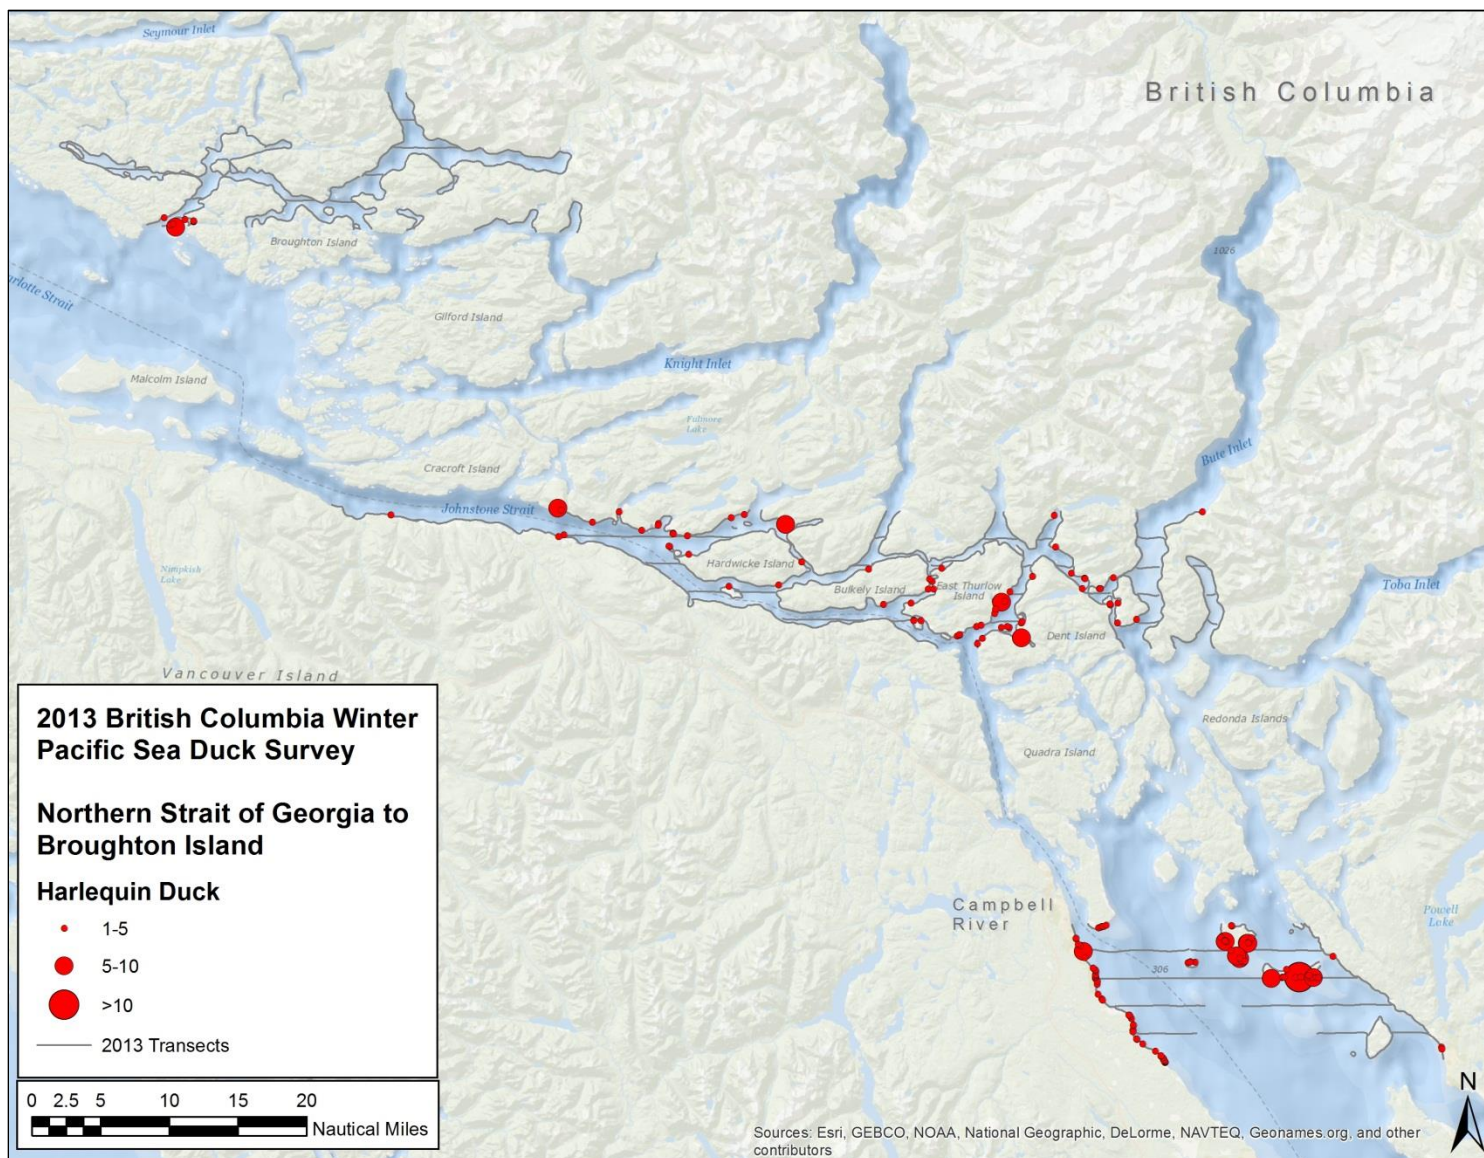 Seymour Inlet
British Columbia
Broughton Island
1026
arlotte Strait
Gilford Island
Knight Inlet
Malcolm Island
Fulmore
Lake
Bute Inlet
Cracroft Island
Johnstone Strait
Nimpkish
Lake
Hardwicke Island
Bulkely Island
East Thurlow
Island
Toba Inlet
Dent Island
Vancouver Island
Redonda Islands
Quadra Island
Campbell
River
Powell
Lake
306
2013 British Columbia Winter
Pacific Sea Duck Survey
Northern Strait of Georgia to
Broughton Island
Harlequin Duck
1-5
5-10
>10
2013 Transects
0 2.5 5 10 15 20
Nautical Miles
N
Sources: Esri, GEBCO, NOAA, National Geographic, DeLorme, NAVTEQ, Geonames.org, and other
contributors